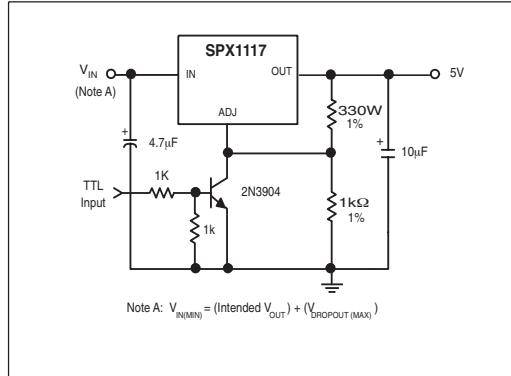 SPX1117
V_IN
(Note A)
IN
OUT
5V
ADJ
330W
1%
4.7µF
10µF
TTL
Input
1K
2N3904
1kΩ
1%
1k
Note A: V_IN(MIN) = (Intended V_OUT) + (V_DROPOUT (MAX))